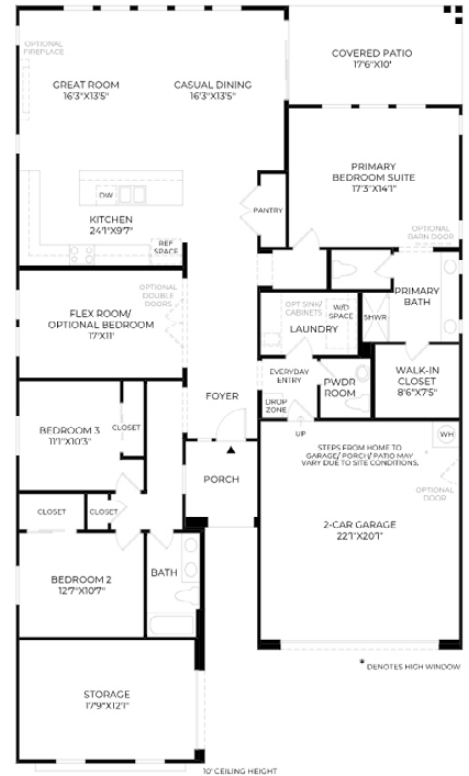 OPTIONAL
FIREPLACE
GREAT ROOM
16'3"X13'5"
CASUAL DINING
16'3"X13'5"
COVERED PATIO
17'6"X10'
PRIMARY
BEDROOM SUITE
17'3"X14'1"
DW
PANTRY
KITCHEN
24'1"X9'7"
REF
SPACE
OPTIONAL
BARN DOOR
OPTIONAL
DOUBLE
DOORS
FLEX ROOM/
OPTIONAL BEDROOM
17'X11'
OPT SINK/
CABINETS
W/D
SPACE
LAUNDRY
SHWR
PRIMARY
BATH
EVERYDAY
ENTRY
PWDR
ROOM
WALK-IN
CLOSET
8'6"X7'5"
FOYER
DROP
ZONE
UP
BEDROOM 3
11'1"X10'3"
CLOSET
STEPS FROM HOME TO
GARAGE/ PORCH/ PATIO MAY
VARY DUE TO SITE CONDITIONS.
WH
PORCH
OPTIONAL
DOOR
CLOSET
CLOSET
2-CAR GARAGE
22'1"X20'1"
BEDROOM 2
12'7"X10'7"
BATH
* DENOTES HIGH WINDOW
STORAGE
17'9"X12'1"
10' CEILING HEIGHT